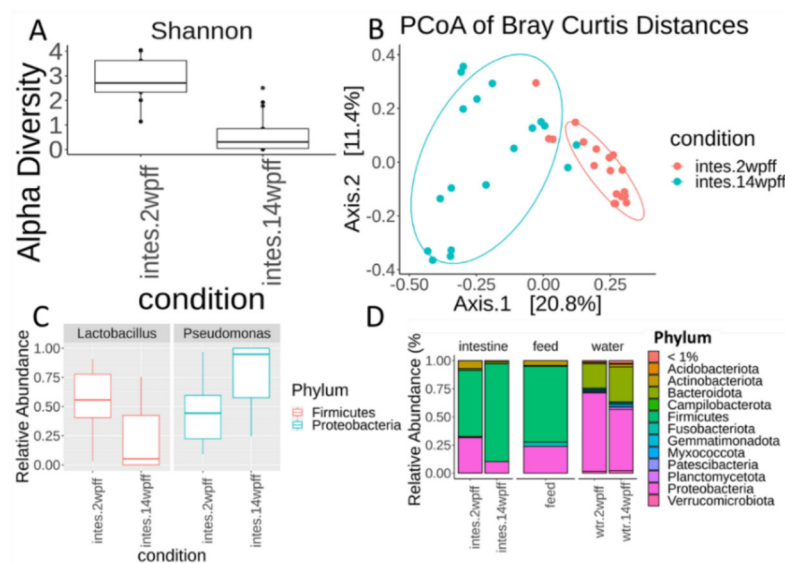 A
Shannon
Alpha Diversity
4
3
2
1
0
intes.2wpff
intes.14wpff
condition
B
PCoA of Bray Curtis Distances
Axis.2 [11.4%]
0.4
0.2
0.0
-0.2
-0.4
-0.50
-0.25
0.00
0.25
Axis.1 [20.8%]
condition
intes.2wpff
intes.14wpff
C
Lactobacillus
Pseudomonas
Relative Abundance
1.00
0.75
0.50
0.25
0.00
intes.2wpff
intes.14wpff
intes.2wpff
intes.14wpff
condition
Phylum
Firmicutes
Proteobacteria
D
intestine
feed
water
Relative Abundance (%
1.00
0.75
0.50
0.25
0.00
intes.2wpff
intes.14wpff
feed
wtr.2wpff
wtr.14wpff
Phylum
< 1%
Acidobacteriota
Actinobacteriota
Bacteroidota
Campilobacterota
Firmicutes
Fusobacteriota
Gemmatimonadota
Myxococcota
Patescibacteria
Planctomycetota
Proteobacteria
Verrucomicrobiota